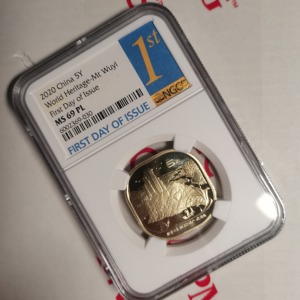 2020 China 5Y
World Heritage-Mt Wuyi
First Day of Issue
MS 69 PL
1st
NGC
FIRST DAY OF ISSUE